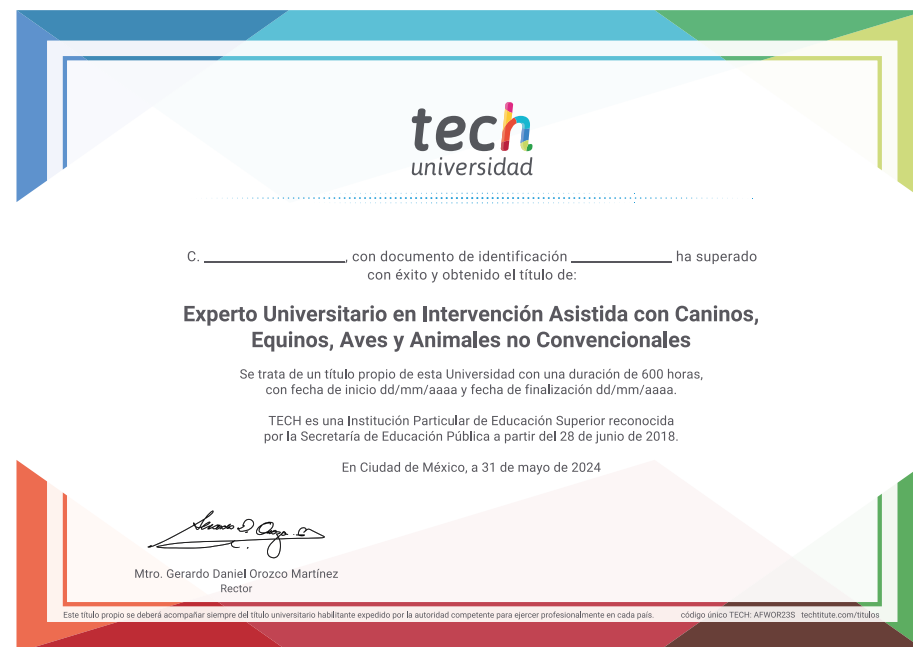 tech
universidad
C. ____________________, con documento de identificación ______________ ha superado
con éxito y obtenido el título de:
Experto Universitario en Intervención Asistida con Caninos,
Equinos, Aves y Animales no Convencionales
Se trata de un título propio de esta Universidad con una duración de 600 horas,
con fecha de inicio dd/mm/aaaa y fecha de finalización dd/mm/aaaa.
TECH es una Institución Particular de Educación Superior reconocida
por la Secretaría de Educación Pública a partir del 28 de junio de 2018.
En Ciudad de México, a 31 de mayo de 2024
Mtro. Gerardo Daniel Orozco Martínez
Rector
Este título propio se deberá acompañar siempre del título universitario habilitante expedido por la autoridad competente para ejercer profesionalmente en cada país. código único TECH: AFWOR23S techtitute.com/titulos